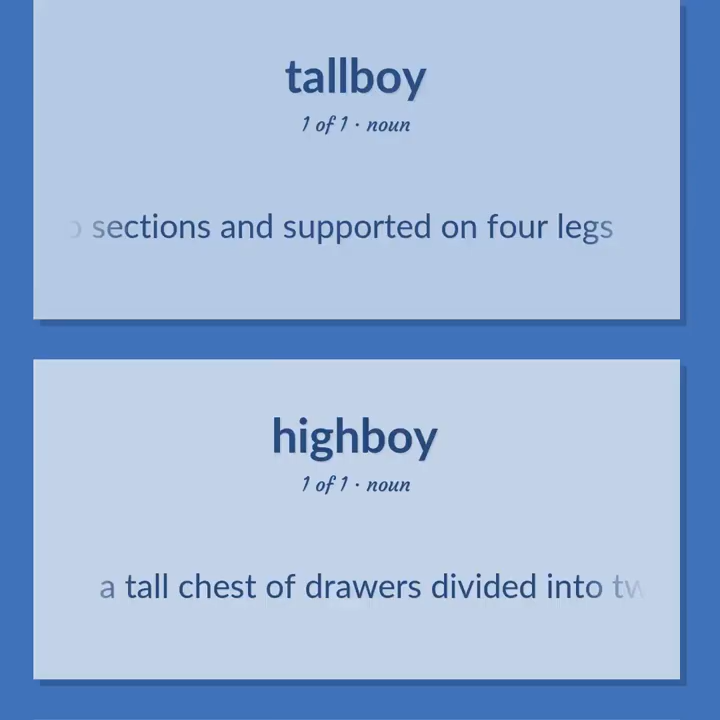 tallboy
1 of 1 · noun
sections and supported on four legs
highboy
1 of 1 · noun
a tall chest of drawers divided into